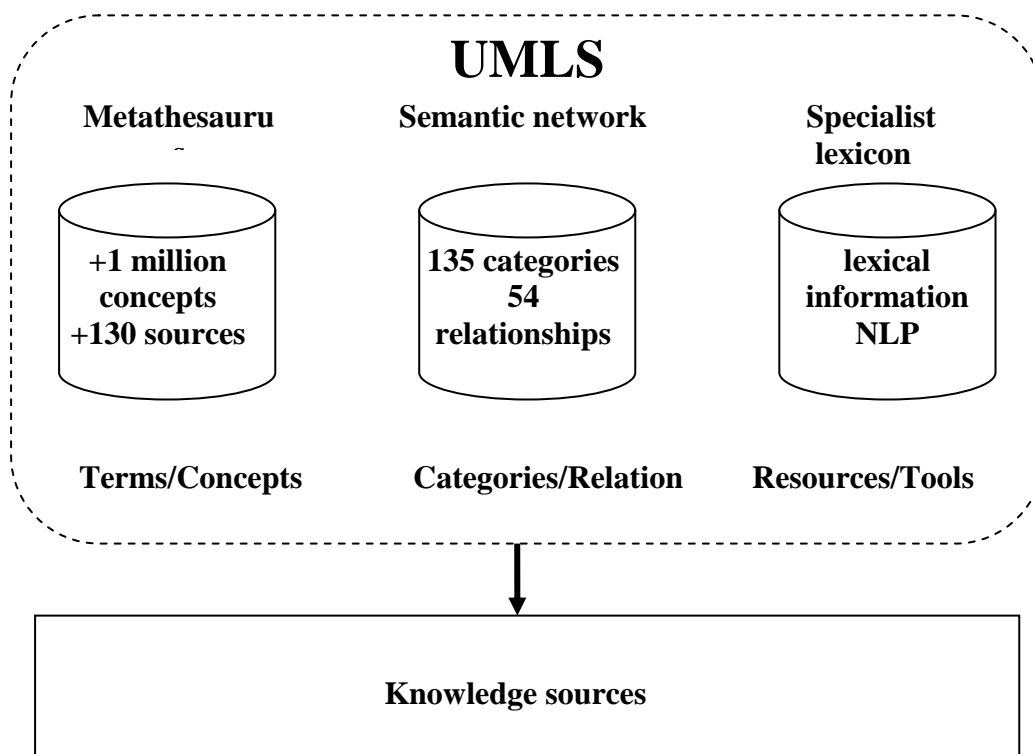 UMLS
Metathesauru
Semantic network
Specialist
lexicon
+1 million
concepts
+130 sources
135 categories
54
relationships
lexical
information
NLP
Terms/Concepts
Categories/Relation
Resources/Tools
Knowledge sources